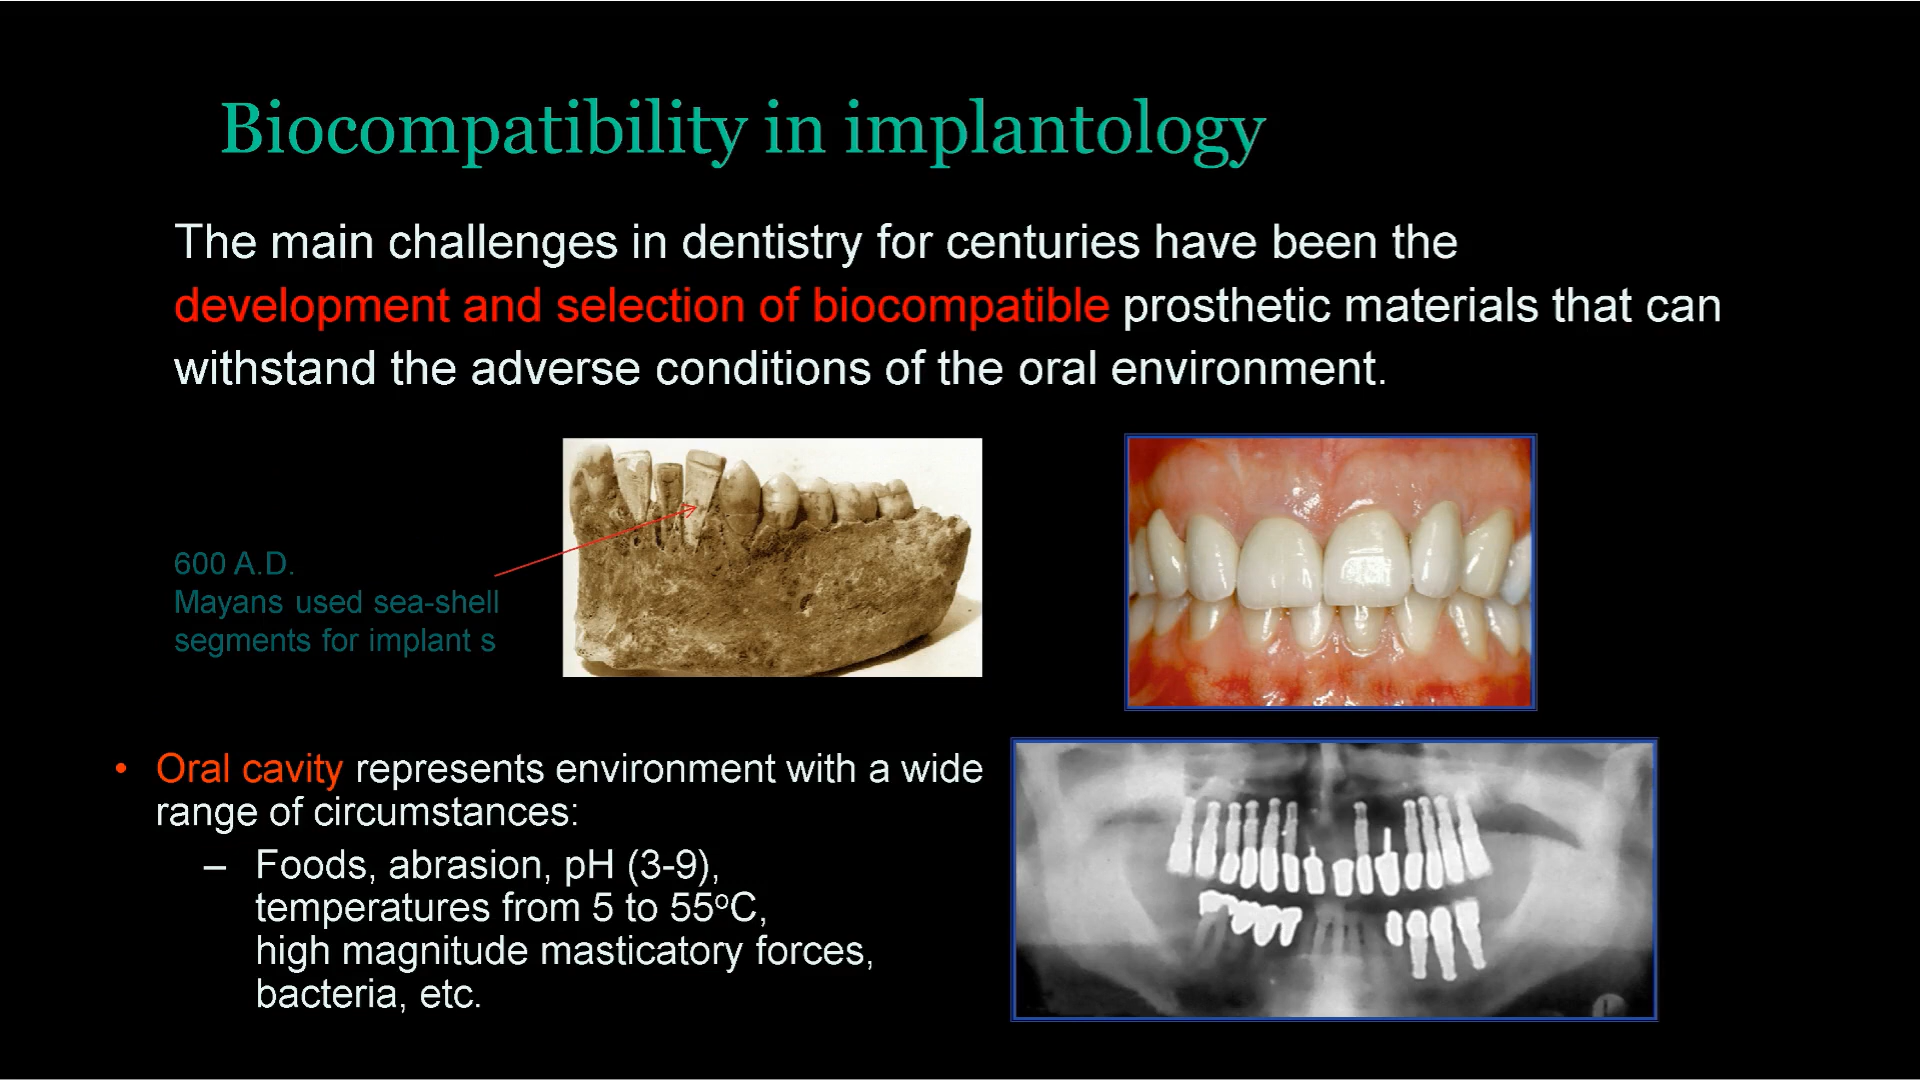 Biocompatibility in implantology
The main challenges in dentistry for centuries have been the
development and selection of biocompatible prosthetic materials that can
withstand the adverse conditions of the oral environment.
600 A.D.
Mayans used sea-shell
segments for implant s
• Oral cavity represents environment with a wide
range of circumstances:
– Foods, abrasion, pH (3-9),
temperatures from 5 to 55ºC,
high magnitude masticatory forces,
bacteria, etc.